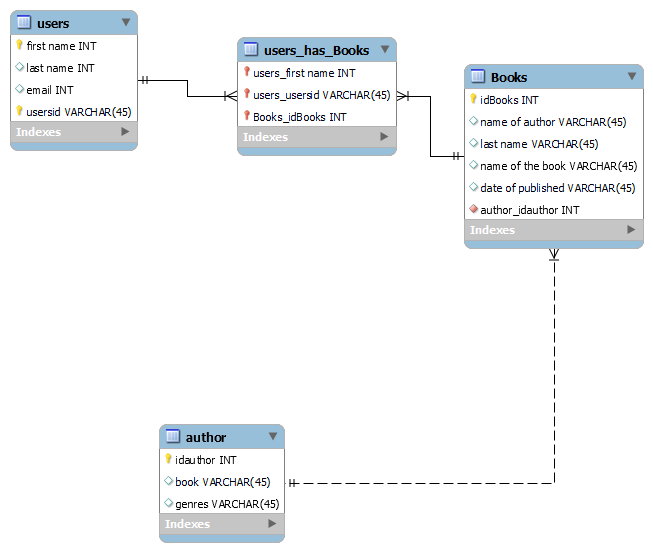 users
first name INT
last name INT
email INT
usersid VARCHAR(45)
Indexes
users_has_Books
users_first name INT
users_usersid VARCHAR(45)
Books_idBooks INT
Indexes
Books
idBooks INT
name of author VARCHAR(45)
last name VARCHAR(45)
name of the book VARCHAR(45)
date of published VARCHAR(45)
author_idauthor INT
Indexes
author
idauthor INT
book VARCHAR(45)
genres VARCHAR(45)
Indexes